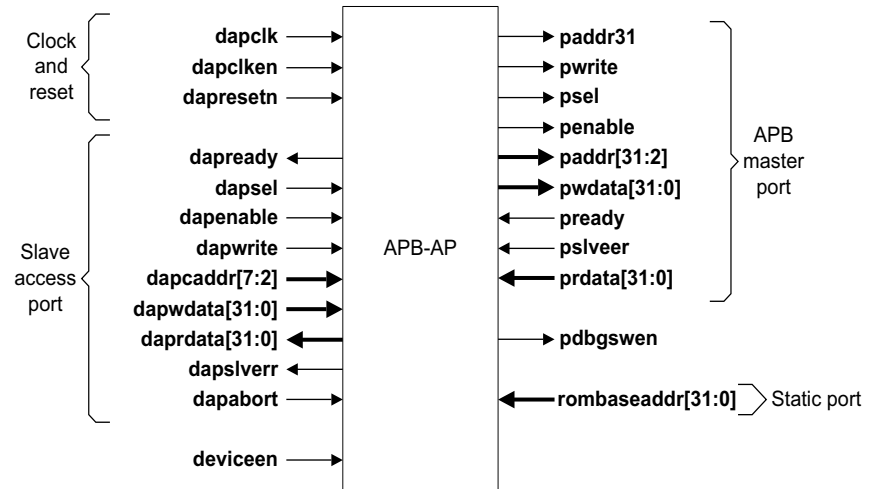 Clock
and
reset
dapclk
dapclken
dapresetn
Slave
access
port
dapready
dapsel
dapenable
dapwrite
dapcaddr[7:2]
dapwdata[31:0]
daprdata[31:0]
dapslverr
dapabort
deviceen
APB-AP
paddr31
pwrite
psel
penable
paddr[31:2]
pwdata[31:0]
pready
pslveer
prdata[31:0]
APB
master
port
pdbgswen
rombaseaddr[31:0]
Static port